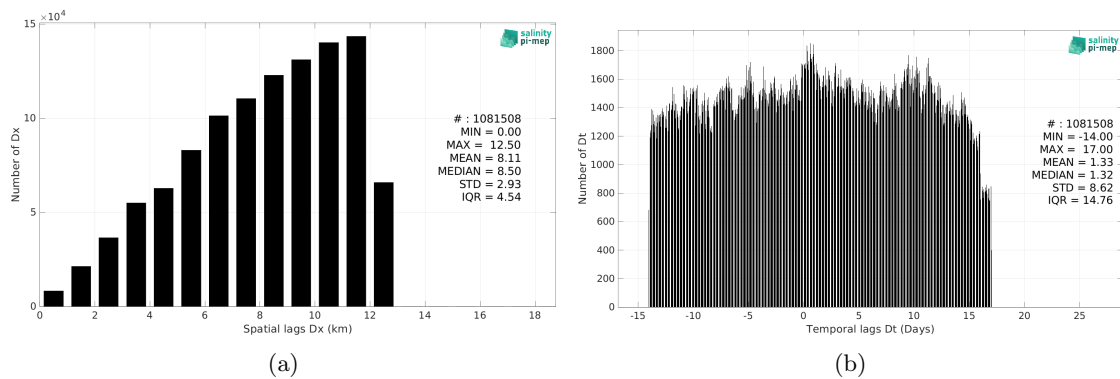 ×10⁴
15
10
5
0
Number of Dx
0 2 4 6 8 10 12 14 16 18
Spatial lags Dx (km)
salinity
pi-mep
# : 1081508
MIN = 0.00
MAX = 12.50
MEAN = 8.11
MEDIAN = 8.50
STD = 2.93
IQR = 4.54
(a)
1800
1600
1400
1200
1000
800
600
400
200
0
Number of Dt
-15 -10 -5 0 5 10 15 20 25
Temporal lags Dt (Days)
salinity
pi-mep
# : 1081508
MIN = -14.00
MAX = 17.00
MEAN = 1.33
MEDIAN = 1.32
STD = 8.62
IQR = 14.76
(b)